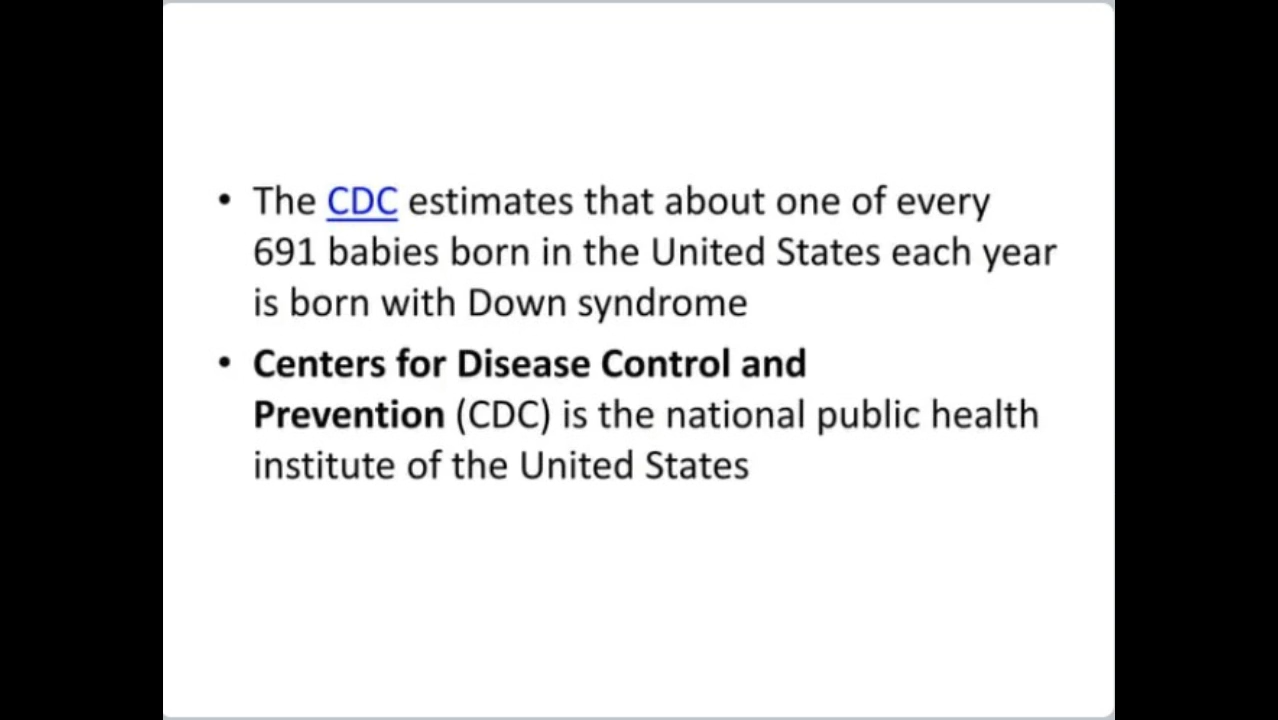 • The CDC estimates that about one of every
691 babies born in the United States each year
is born with Down syndrome
• Centers for Disease Control and
Prevention (CDC) is the national public health
institute of the United States